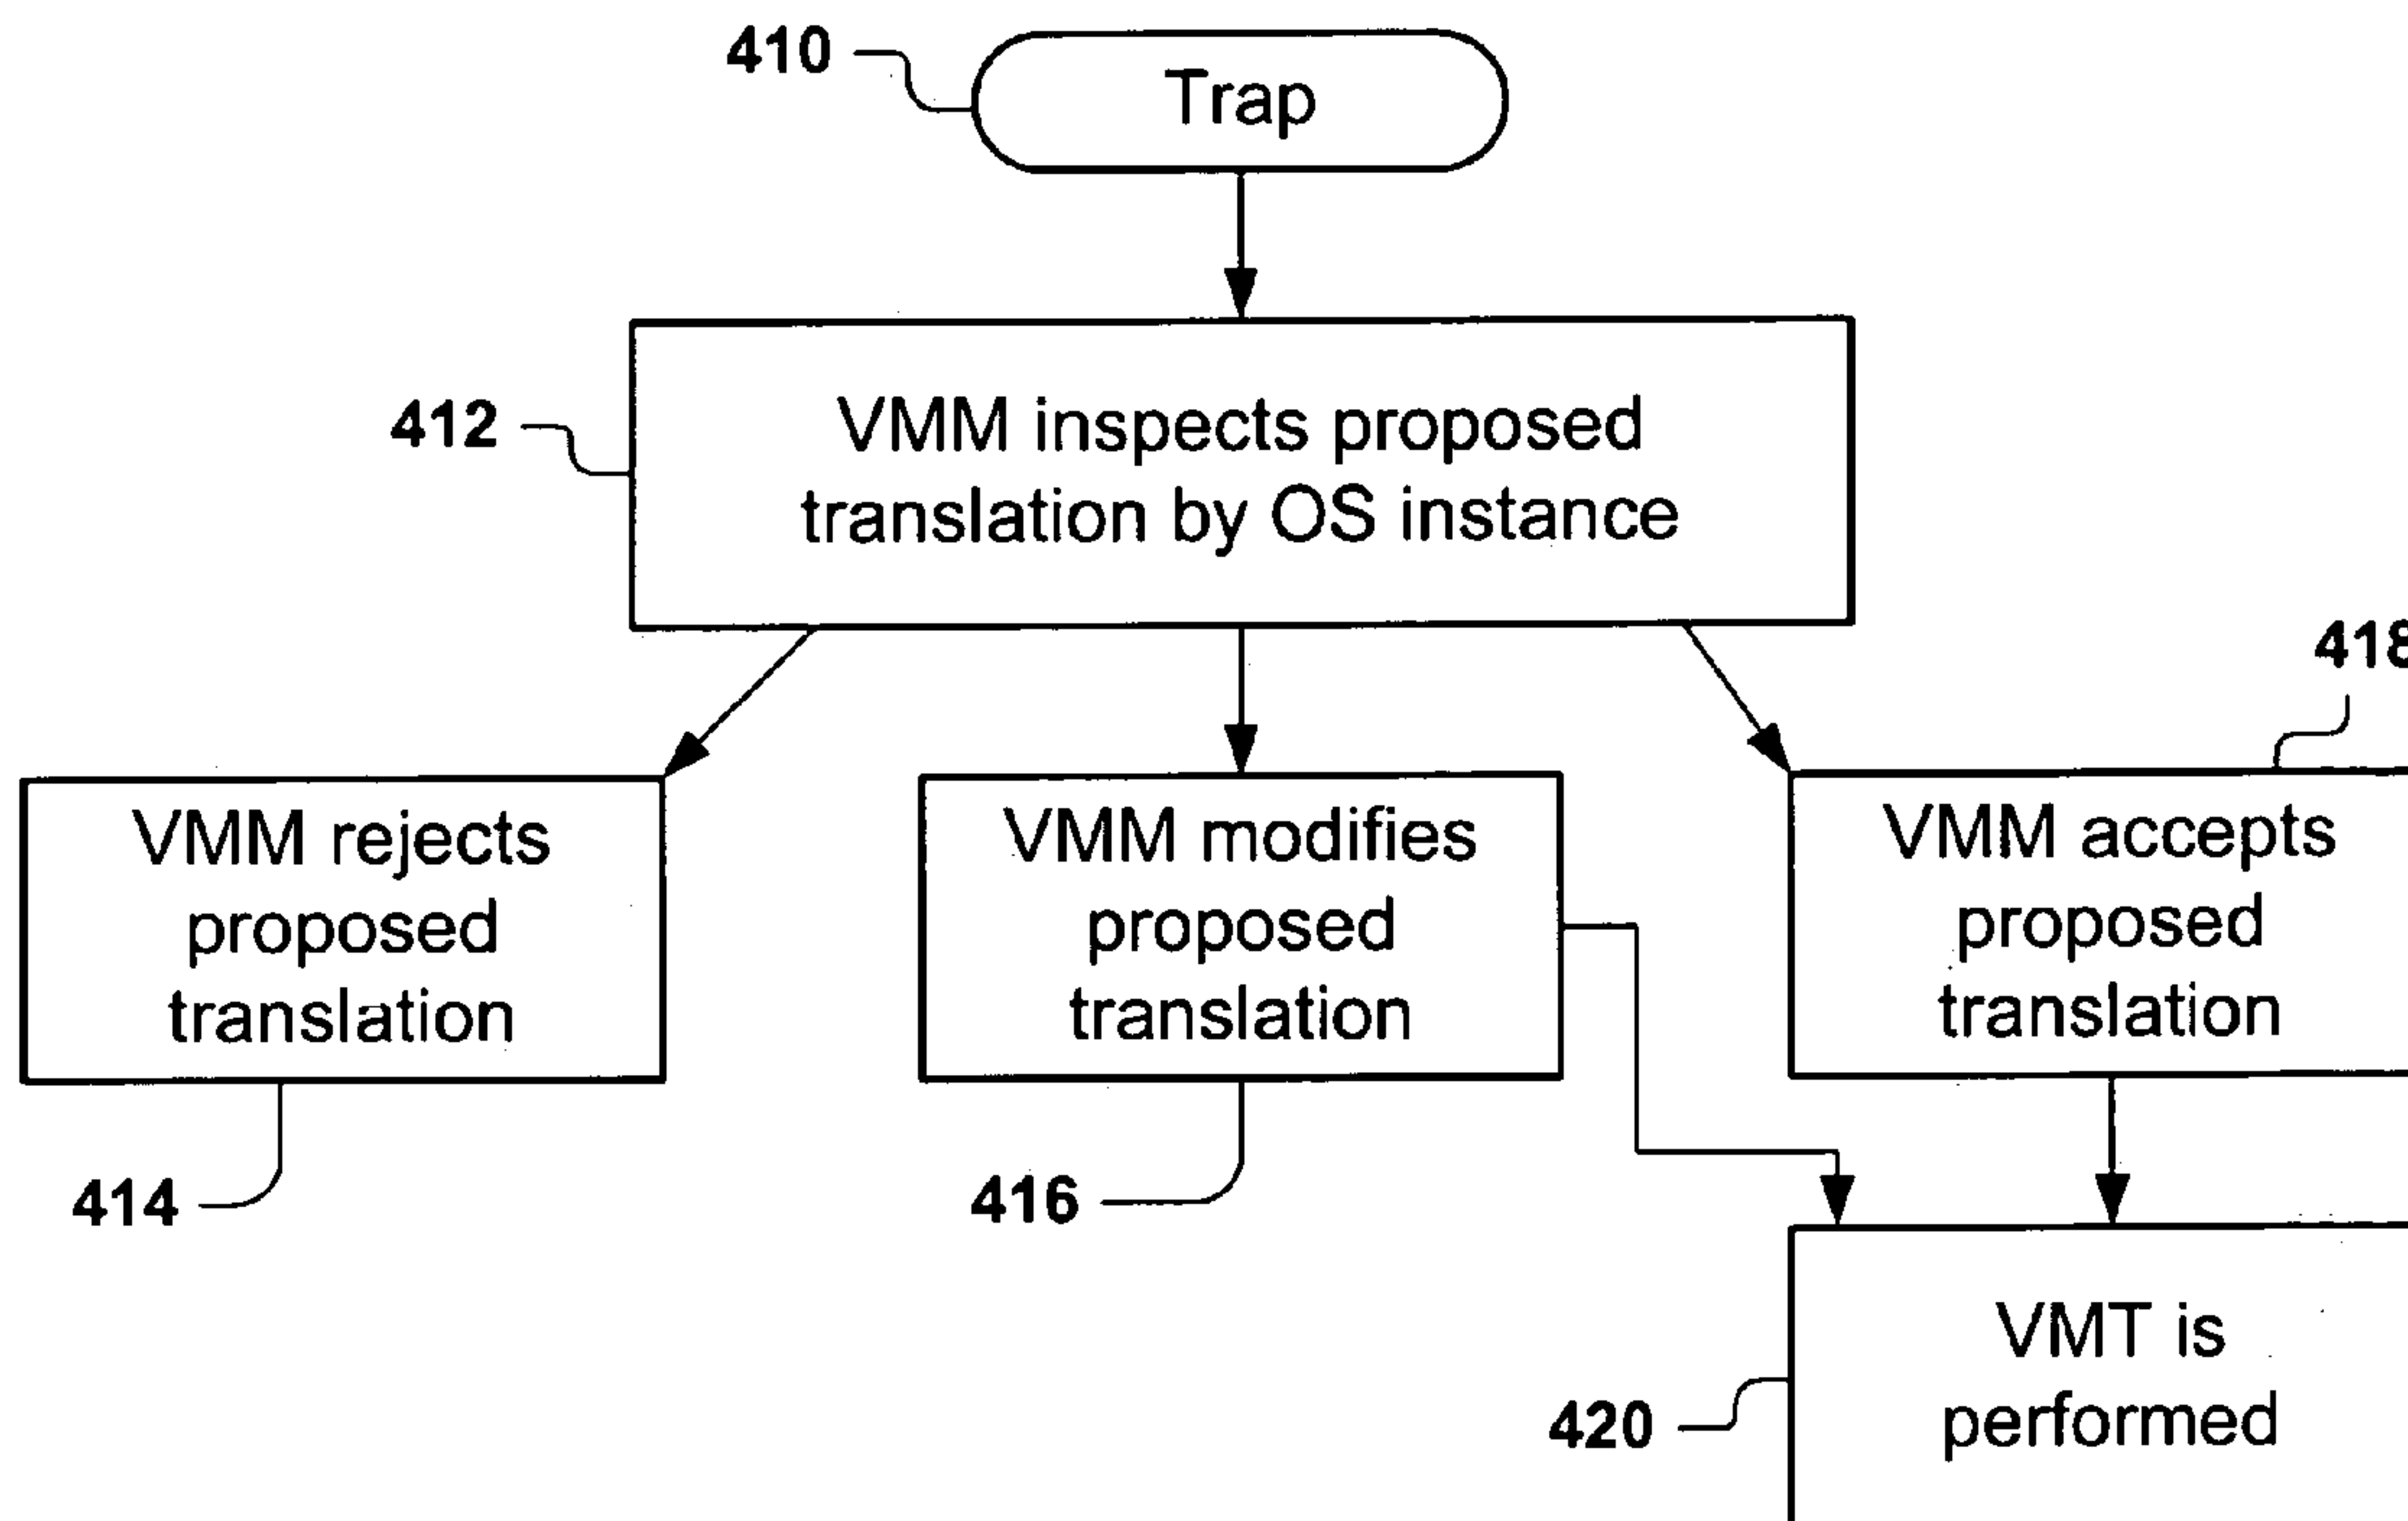 410
Trap
412
VMM inspects proposed
translation by OS instance
418
VMM rejects
proposed
translation
VMM modifies
proposed
translation
VMM accepts
proposed
translation
414
416
VMT is
performed
420